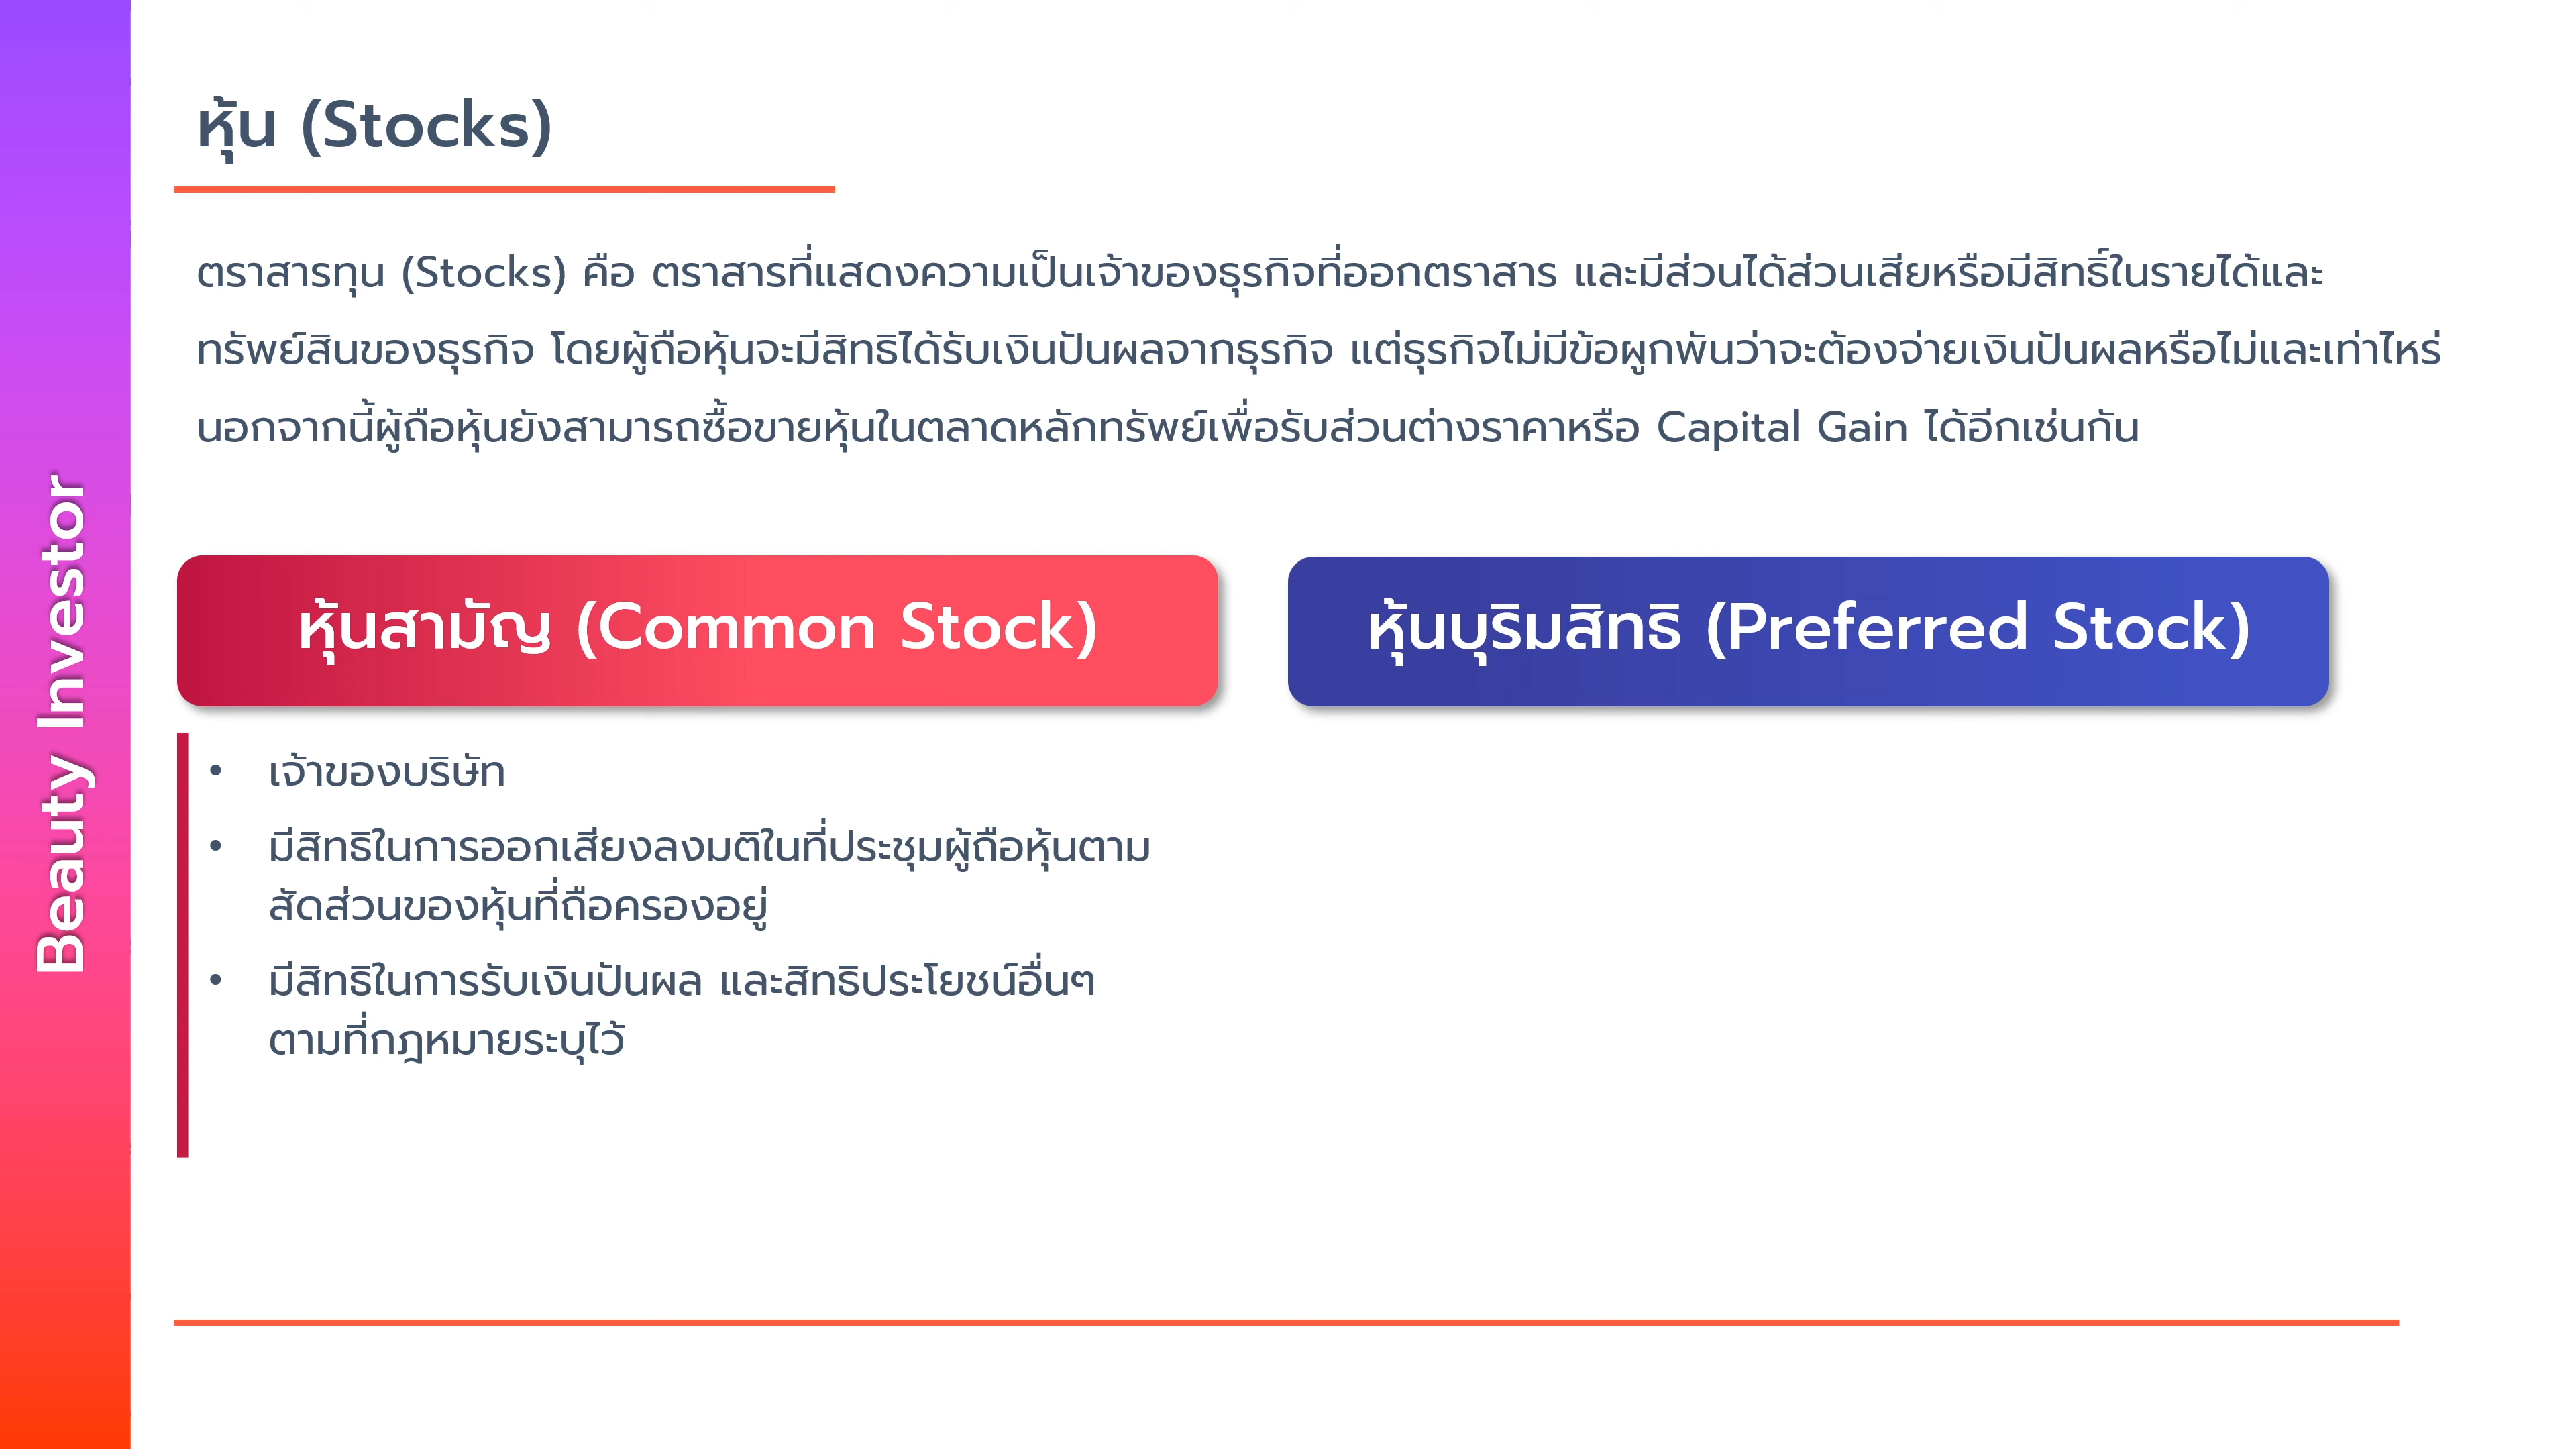 Beauty Investor
หุ้น (Stocks)
ตราสารทุน (Stocks) คือ ตราสารที่แสดงความเป็นเจ้าของธุรกิจที่ออกตราสาร และมีส่วนได้ส่วนเสียหรือมีสิทธิ์ในรายได้และ
ทรัพย์สินของธุรกิจ โดยผู้ถือหุ้นจะมีสิทธิได้รับเงินปันผลจากธุรกิจ แต่ธุรกิจไม่มีข้อผูกพันว่าจะต้องจ่ายเงินปันผลหรือไม่และเท่าไหร่
นอกจากนี้ผู้ถือหุ้นยังสามารถซื้อขายหุ้นในตลาดหลักทรัพย์เพื่อรับส่วนต่างราคาหรือ Capital Gain ได้อีกเช่นกัน
หุ้นสามัญ (Common Stock)
• เจ้าของบริษัท
• มีสิทธิในการออกเสียงลงมติในที่ประชุมผู้ถือหุ้นตาม
สัดส่วนของหุ้นที่ถือครองอยู่
• มีสิทธิในการรับเงินปันผล และสิทธิประโยชน์อื่นๆ
ตามที่กฎหมายระบุไว้
หุ้นบุริมสิทธิ (Preferred Stock)